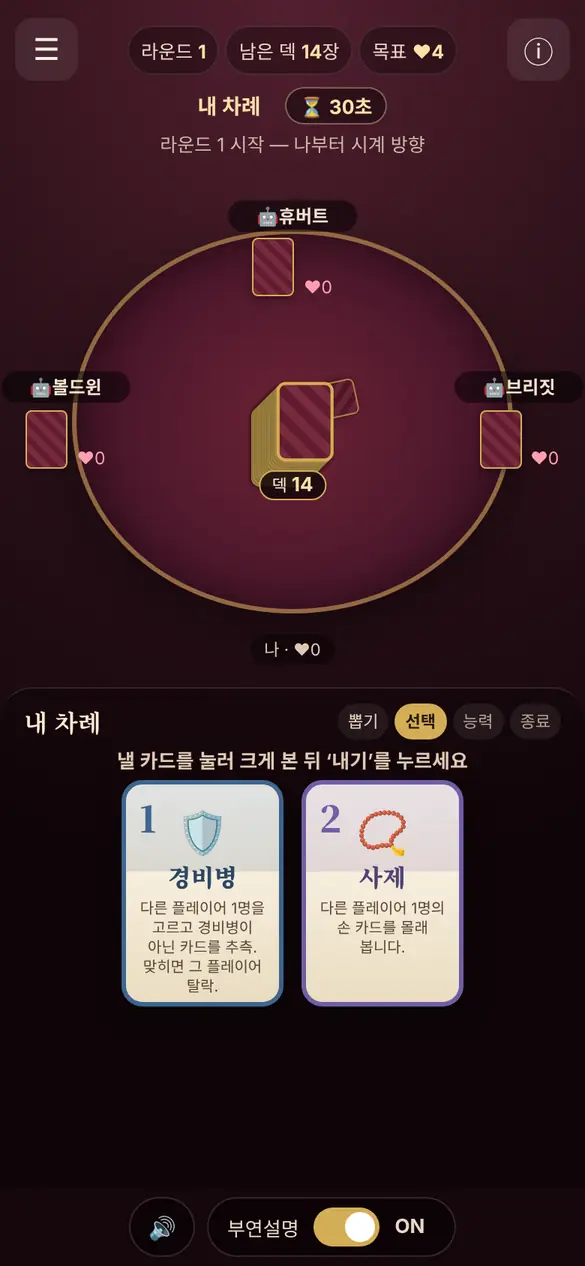 라운드 1
남은 덱 14장
목표 ♥4
내 차례
⏳ 30초
라운드 1 시작 — 나부터 시계 방향
🤖휴버트
♥0
🤖볼드윈
♥0
🤖브리짓
♥0
덱 14
나 · ♥0
내 차례
뽑기
선택
능력
종료
낼 카드를 눌러 크게 본 뒤 ‘내기’를 누르세요
1
경비병
다른 플레이어 1명을
고르고 경비병이
아닌 카드를 추측.
맞히면 그 플레이어
탈락.
2
사제
다른 플레이어 1명의
손 카드를 몰래
봅니다.
부연설명
ON